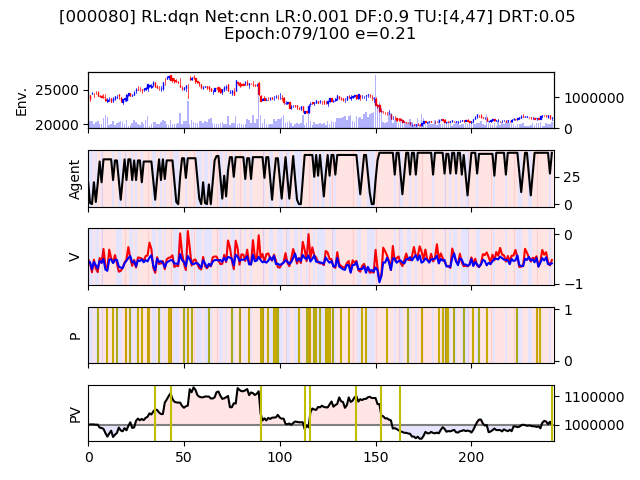 [000080] RL:dqn Net:cnn LR:0.001 DF:0.9 TU:[4,47] DRT:0.05
Epoch:079/100 e=0.21
Env.
25000
20000
1000000
0
Agent
25
0
V
0
−1
P
1
0
PV
1100000
1000000
0
50
100
150
200